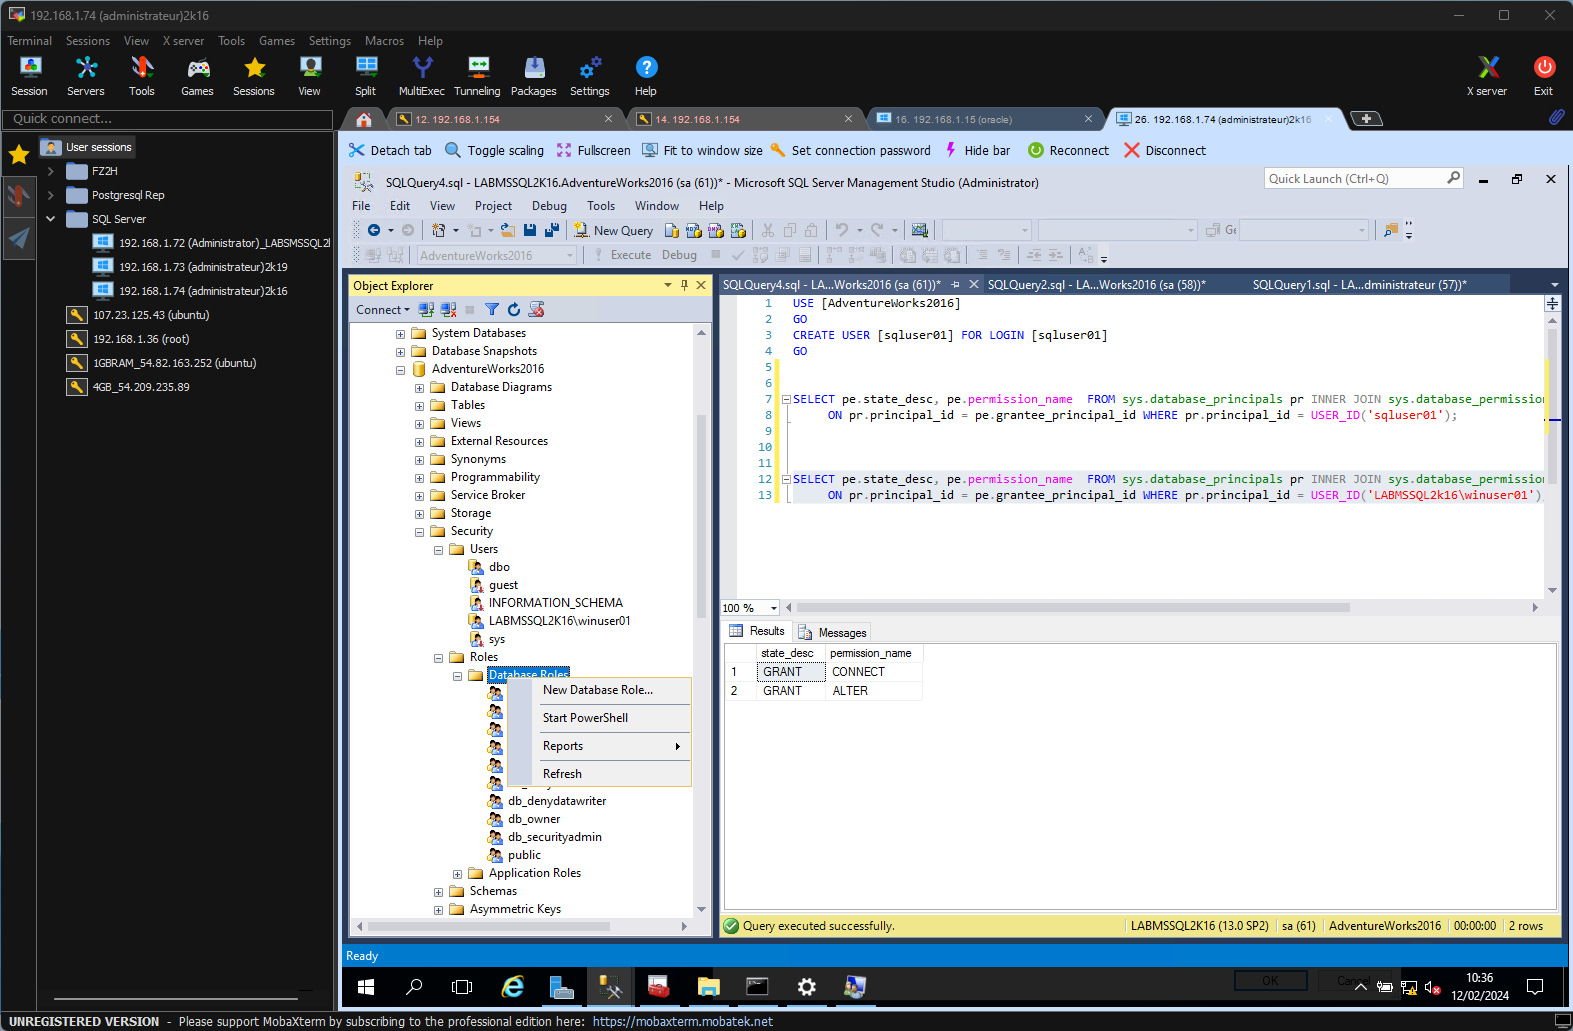 192.168.1.74 (administrateur)2k16
Terminal Sessions View X server Tools Games Settings Macros Help
Session Servers Tools Games Sessions View Split MultiExec Tunneling Packages Settings Help X server Exit
Quick connect...
12. 192.168.1.154
14. 192.168.1.154
16. 192.168.1.15 (oracle)
26. 192.168.1.74 (administrateur)2k16
User sessions
FZ2H
Postgresql Rep
SQL Server
192.168.1.72 (Administrator)_LABSMSSQL2
192.168.1.73 (administrateur)2k19
192.168.1.74 (administrateur)2k16
107.23.125.43 (ubuntu)
192.168.1.36 (root)
1GBRAM_54.82.163.252 (ubuntu)
4GB_54.209.235.89
Detach tab Toggle scaling Fullscreen Fit to window size Set connection password Hide bar Reconnect Disconnect
SQLQuery4.sql - LABMSSQL2K16.AdventureWorks2016 (sa (61))* - Microsoft SQL Server Management Studio (Administrator)
Quick Launch (Ctrl+Q)
File Edit View Project Debug Tools Window Help
New Query
Ge
AdventureWorks2016
Execute Debug
Object Explorer
Connect
System Databases
Database Snapshots
AdventureWorks2016
Database Diagrams
Tables
Views
External Resources
Synonyms
Programmability
Service Broker
Storage
Security
Users
dbo
guest
INFORMATION_SCHEMA
LABMSSQL2K16\winuser01
sys
Roles
Database Roles
New Database Role...
Start PowerShell
Reports
Refresh
db_denydatawriter
db_owner
db_securityadmin
public
Application Roles
Schemas
Asymmetric Keys
SQLQuery4.sql - LA...Works2016 (sa (61))*
SQLQuery2.sql - LA...Works2016 (sa (58))*
SQLQuery1.sql - LA...dministrateur (57))*
1 USE [AdventureWorks2016]
2 GO
3 CREATE USER [sqluser01] FOR LOGIN [sqluser01]
4 GO
5
6
7 SELECT pe.state_desc, pe.permission_name FROM sys.database_principals pr INNER JOIN sys.database_permission
8 ON pr.principal_id = pe.grantee_principal_id WHERE pr.principal_id = USER_ID('sqluser01');
9
10
11
12 SELECT pe.state_desc, pe.permission_name FROM sys.database_principals pr INNER JOIN sys.database_permission
13 ON pr.principal_id = pe.grantee_principal_id WHERE pr.principal_id = USER_ID('LABMSSQL2k16\winuser01')
100 %
Results Messages
state_desc permission_name
1 GRANT CONNECT
2 GRANT ALTER
Query executed successfully.
LABMSSQL2K16 (13.0 SP2) sa (61) AdventureWorks2016 00:00:00 2 rows
Ready
OK Cancel
10:36
12/02/2024
UNREGISTERED VERSION - Please support MobaXterm by subscribing to the professional edition here: https://mobaxterm.mobatek.net